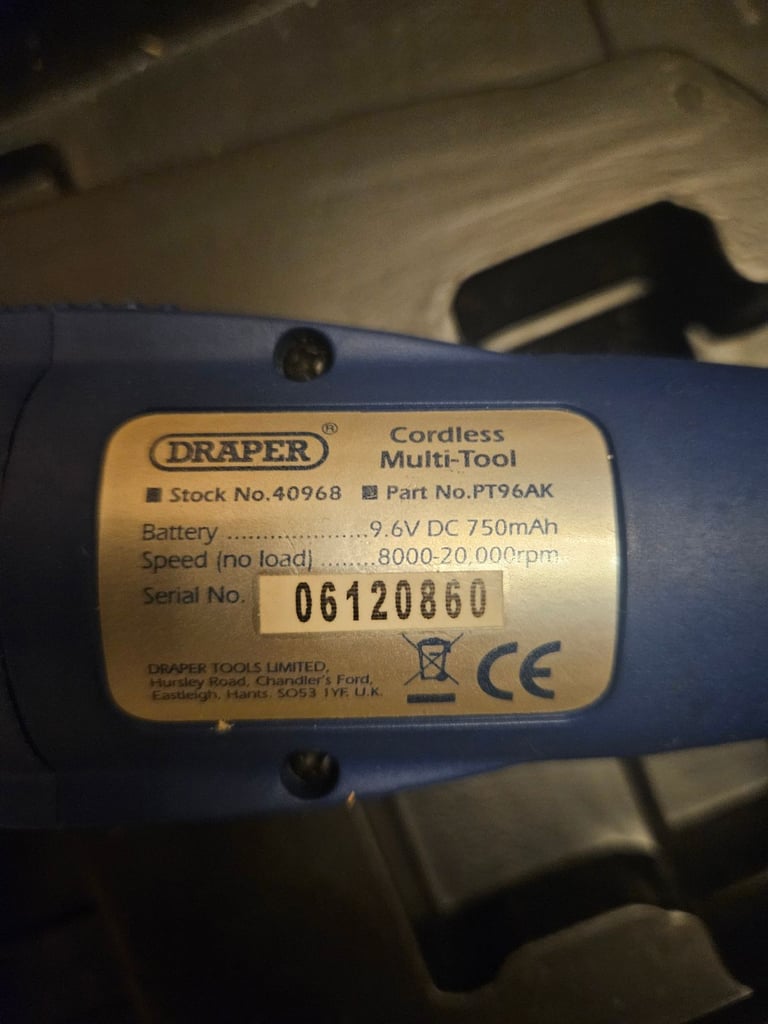 DRAPER®
Cordless
Multi-Tool
Stock No.40968 Part No.PT96AK
Battery .....................9.6V DC 750mAh
Speed (no load) ........8000-20,000rpm
Serial No. 06120860
DRAPER TOOLS LIMITED,
Hursley Road, Chandler's Ford,
Eastleigh, Hants. SO53 1YF. U.K.
CE